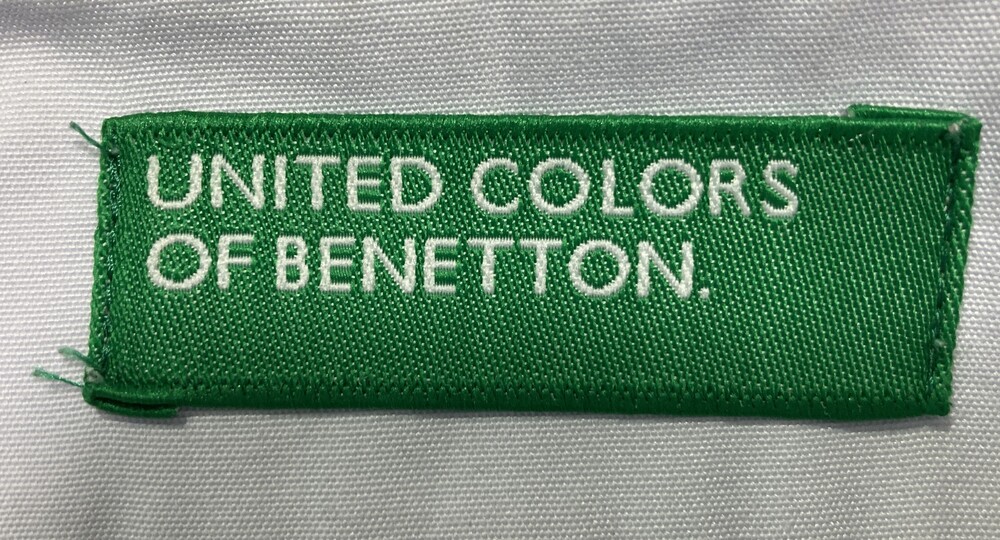 UNITED COLORS
OF BENETTON.